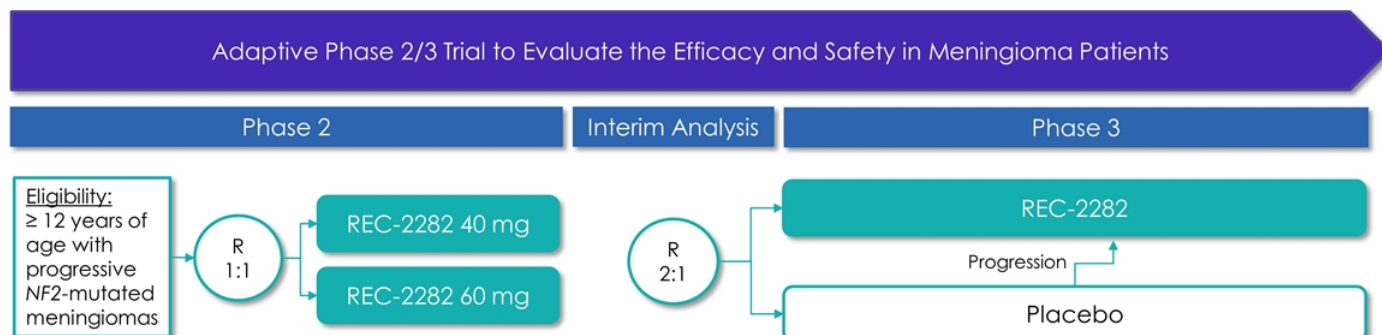 Adaptive Phase 2/3 Trial to Evaluate the Efficacy and Safety in Meningioma Patients
Phase 2
Interim Analysis
Phase 3
Eligibility:
≥ 12 years of
age with
progressive
NF2-mutated
meningiomas
R
1:1
REC-2282 40 mg
REC-2282 60 mg
R
2:1
REC-2282
Progression
Placebo